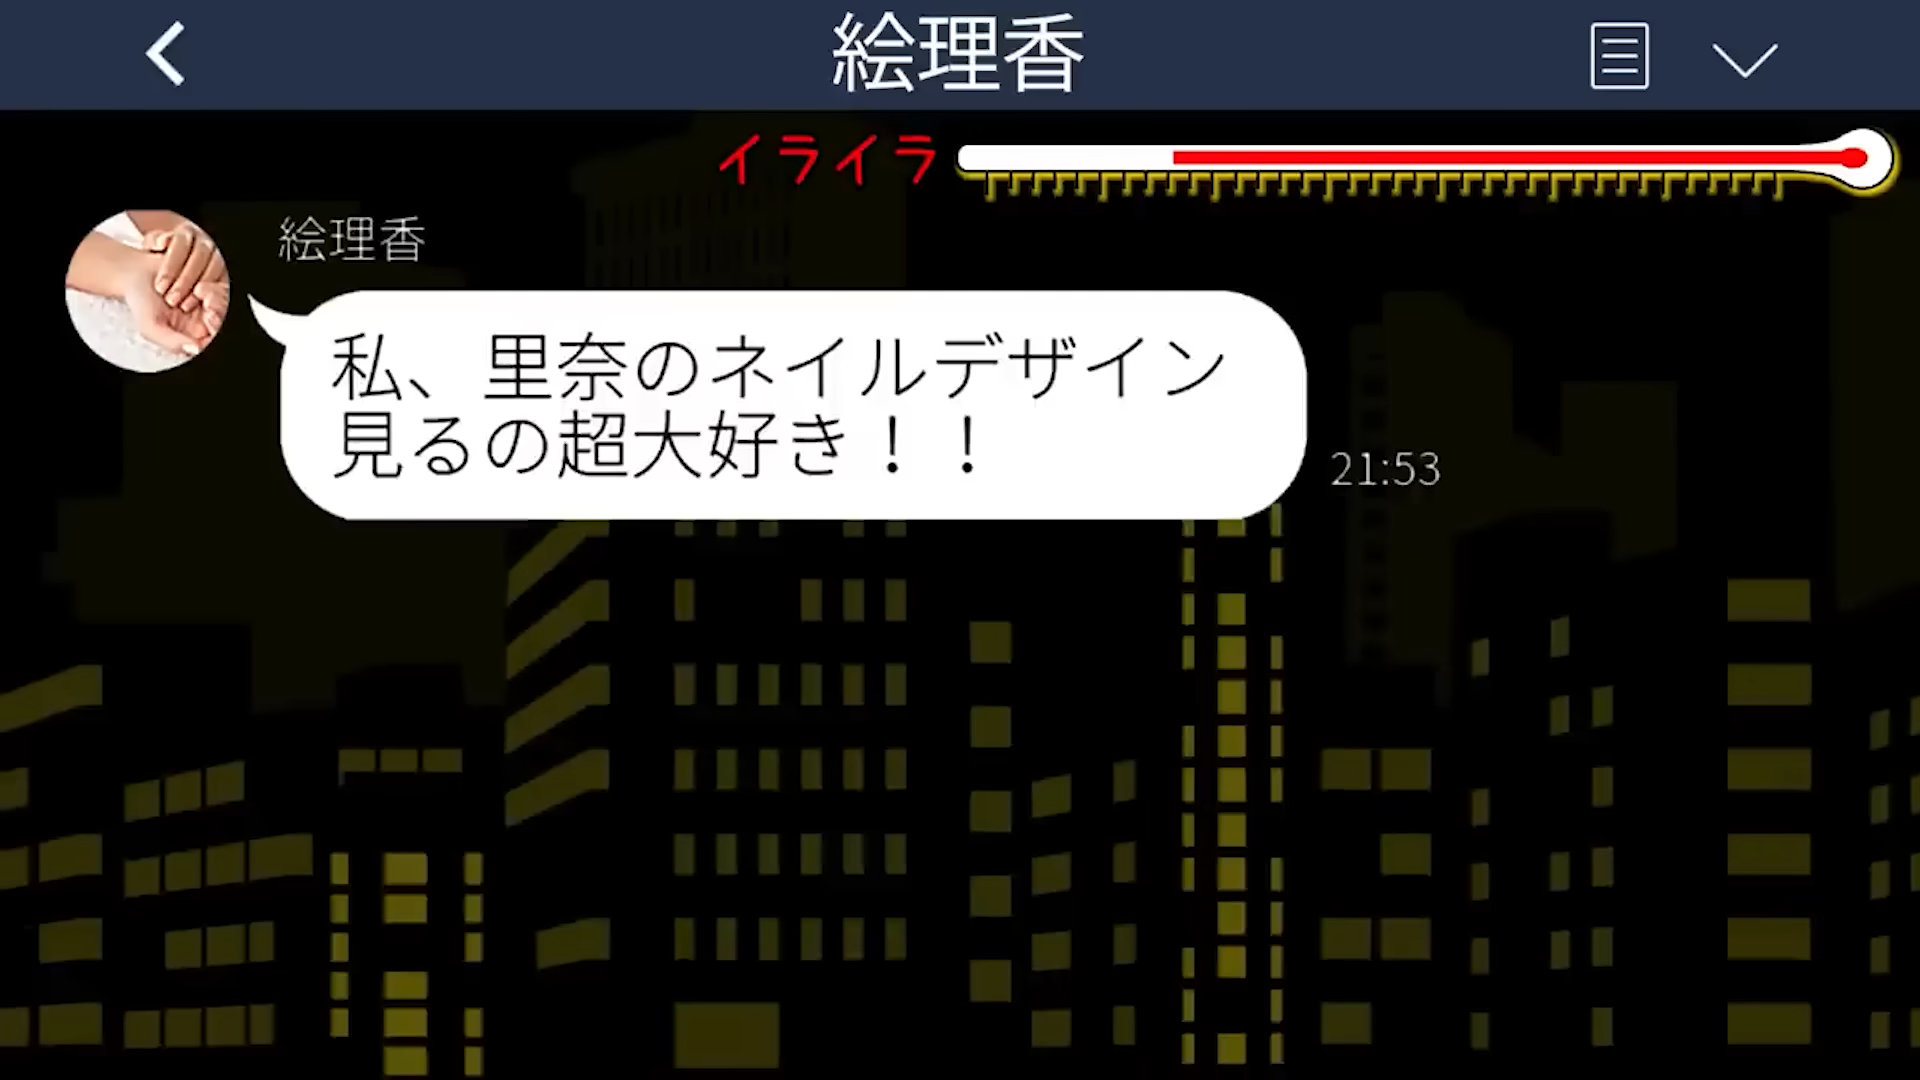 絵理香
イライラ
絵理香
私、里奈のネイルデザイン
見るの超大好き！！
21:53